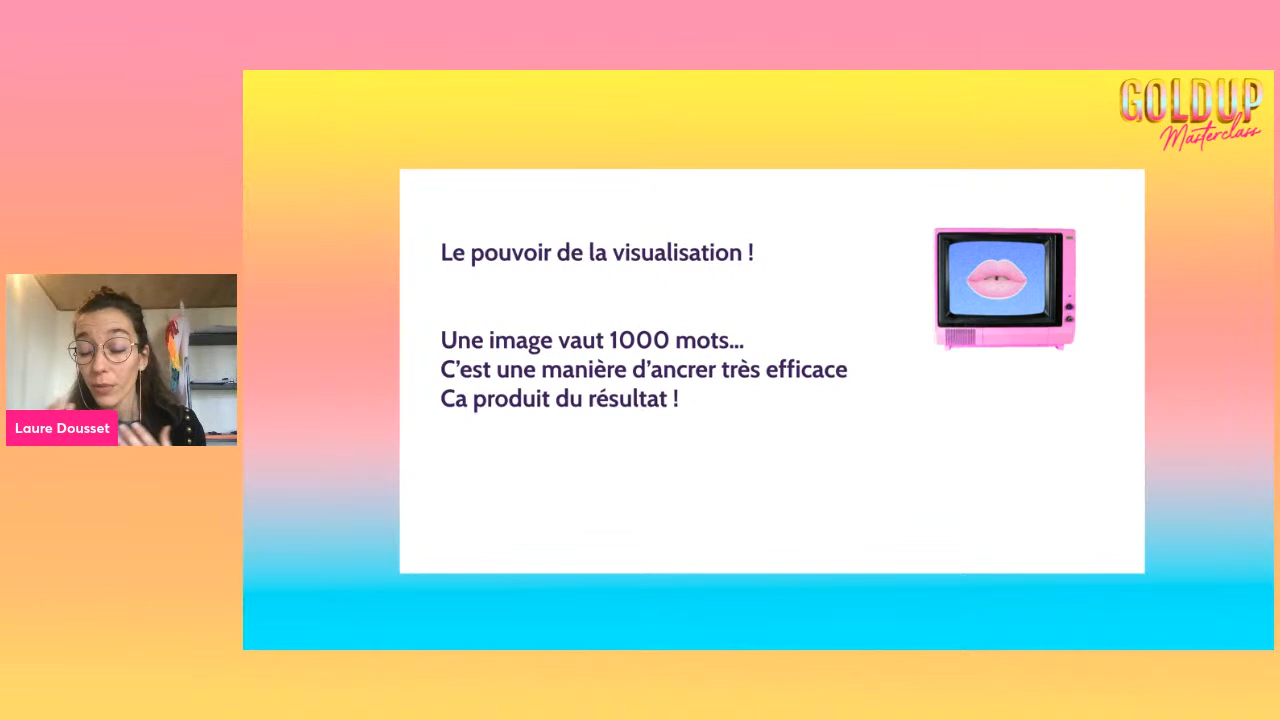 GOLDUP
Masterclass
Le pouvoir de la visualisation !
Une image vaut 1000 mots...
C'est une manière d'ancrer très efficace
Ca produit du résultat !
Laure Dousset